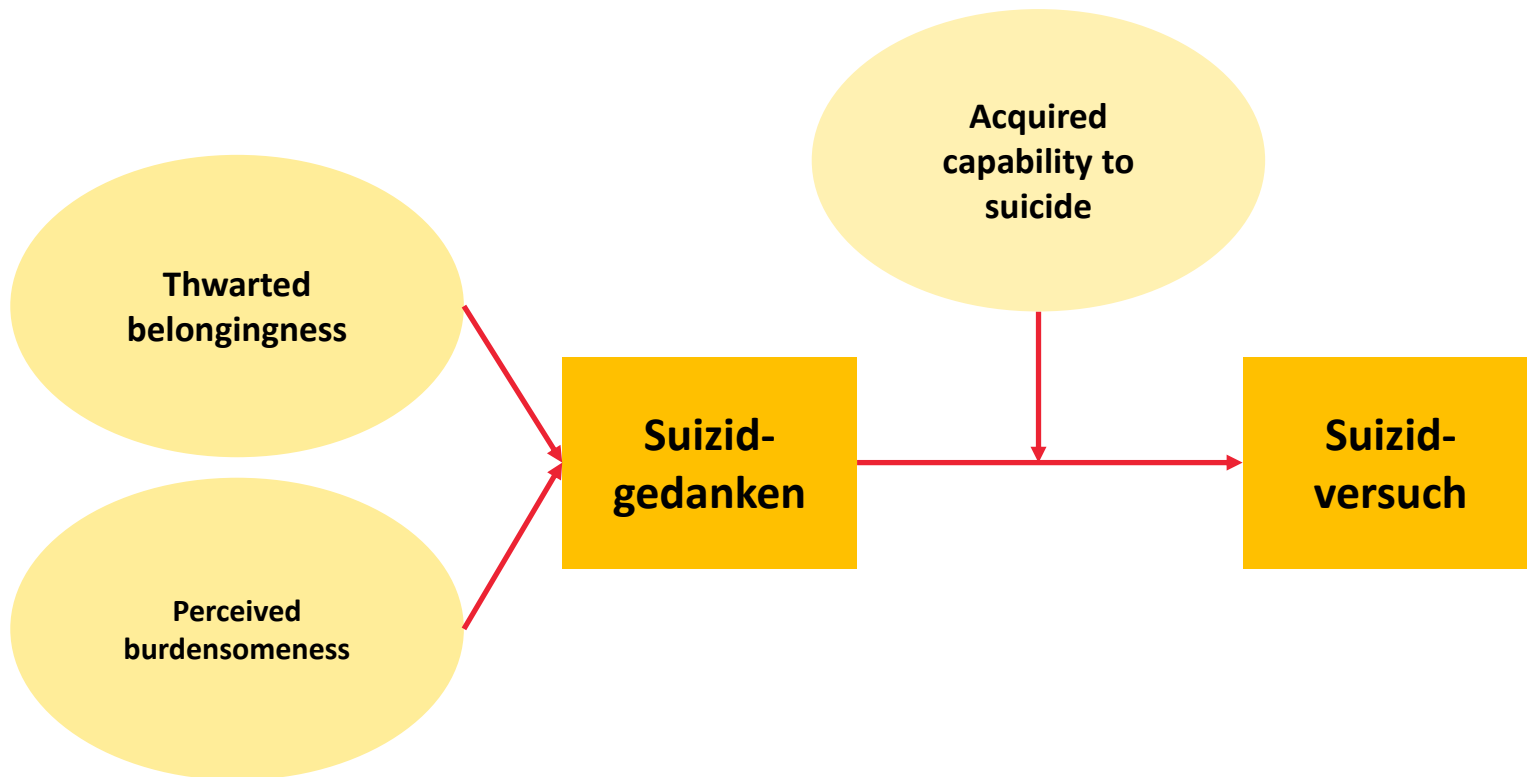 Acquired
capability to
suicide
Thwarted
belongingness
Suizid-
gedanken
Suizid-
versuch
Perceived
burdensomeness